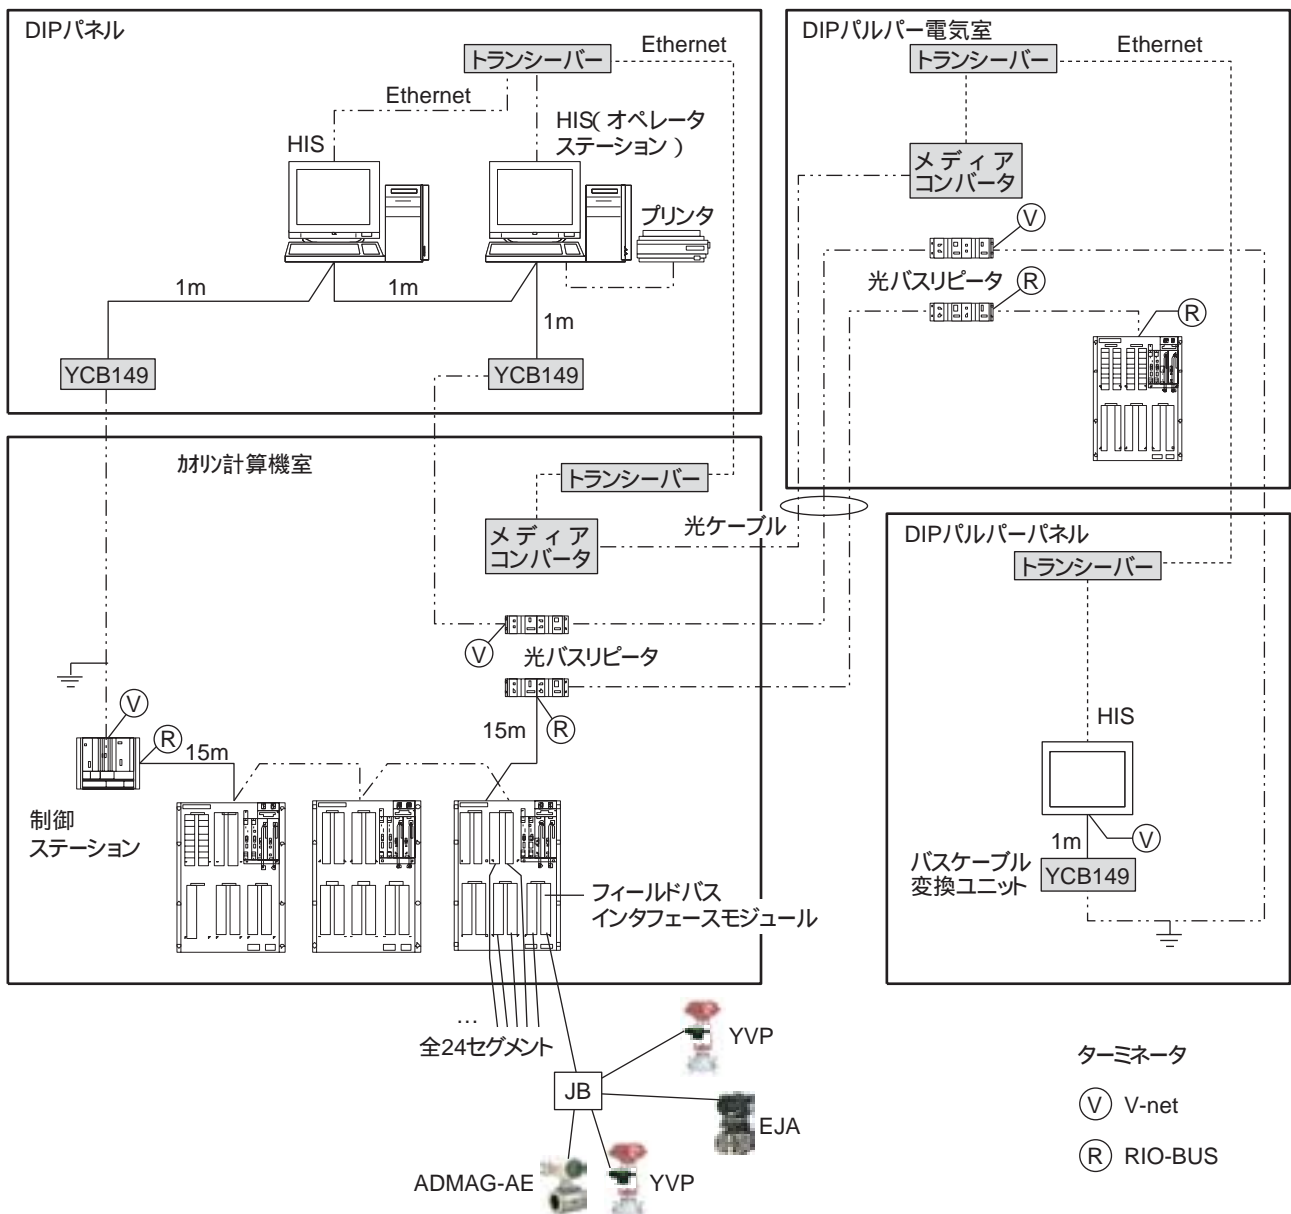 DIPパネル
Ethernet
トランシーバー
Ethernet
HIS(オペレータ
ステーション)
HIS
プリンタ
1m
1m
1m
YCB149
YCB149
DIPパルパー電気室
Ethernet
トランシーバー
メディア
コンバータ
V
光バスリピータ
R
R
カオリン計算機室
トランシーバー
光ケーブル
メディア
コンバータ
V
光バスリピータ
V
R
15m
15m
R
制御
ステーション
フィールドバス
インタフェースモジュール
DIPパルパーパネル
トランシーバー
HIS
1m
V
バスケーブル
変換ユニット
YCB149
…
全24セグメント
YVP
JB
EJA
ADMAG-AE
YVP
ターミネータ
V V-net
R RIO-BUS